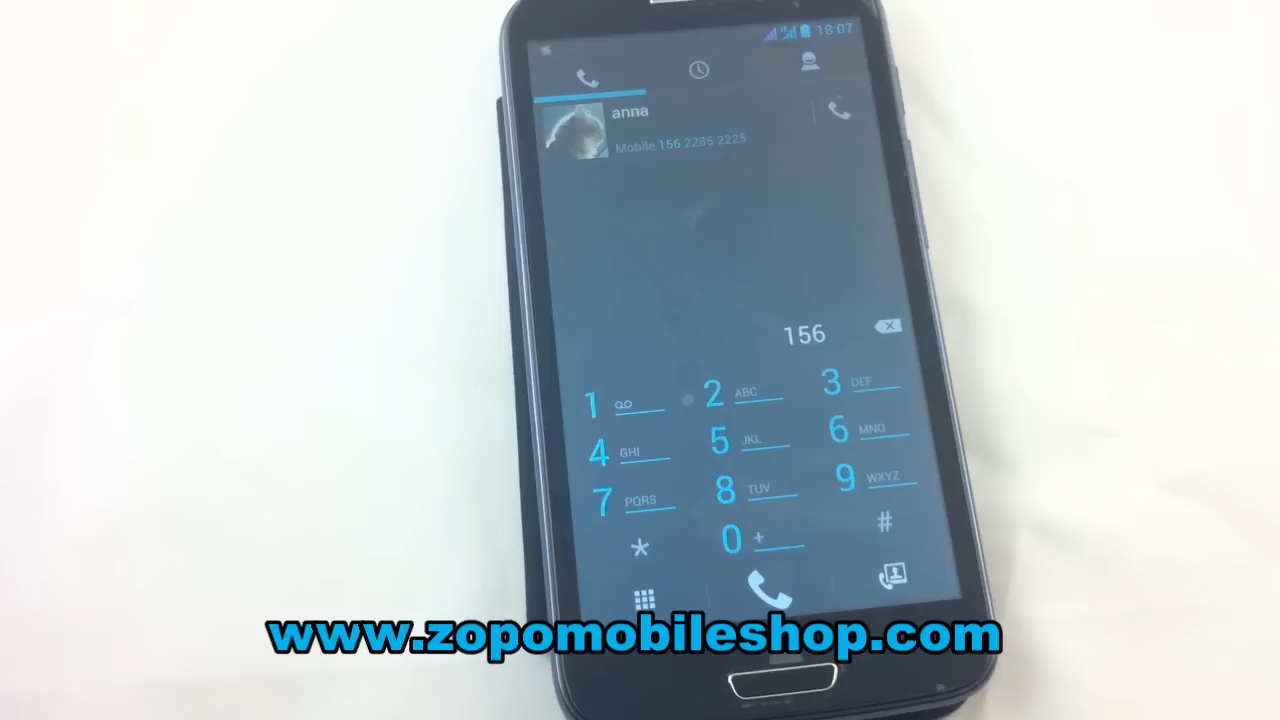 16:07
anna
Mobile 156 2286 2225
156
1 2 ABC 3 DEF
4 GHI 5 JKL 6 MNO
7 PQRS 8 TUV 9 WXYZ
* 0 + #
www.zopomobileshop.com